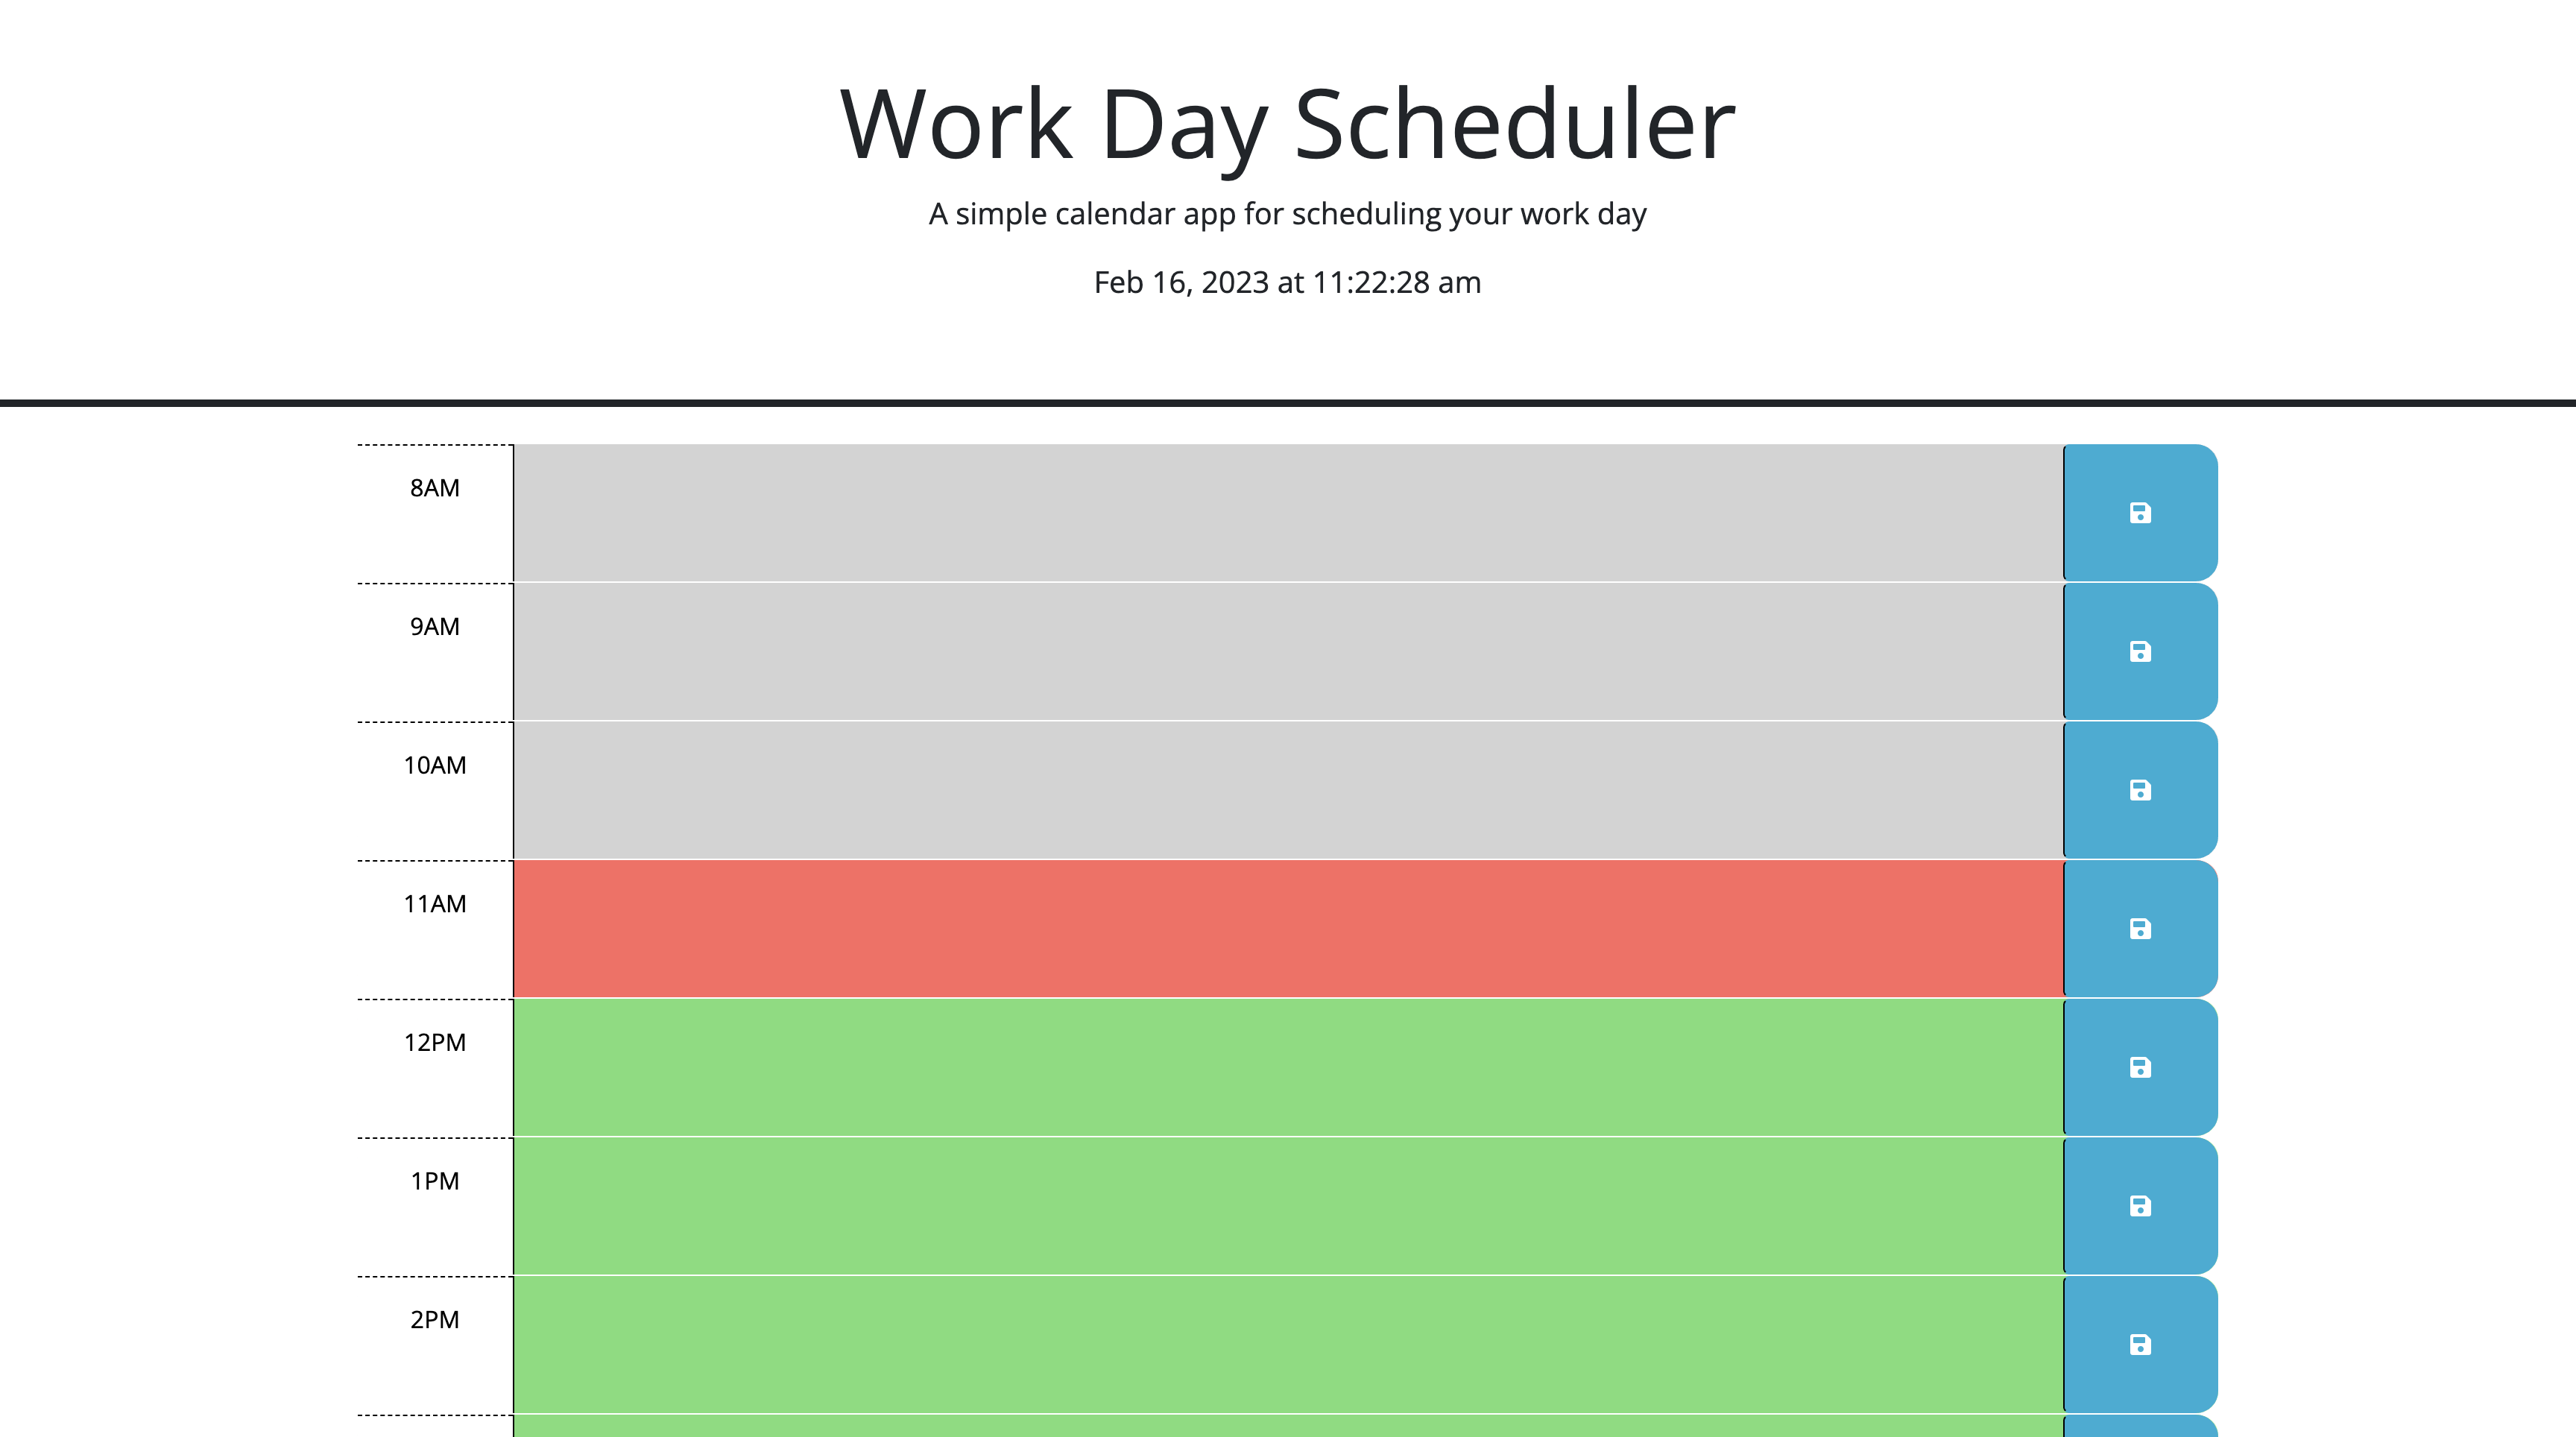 Work Day Scheduler
A simple calendar app for scheduling your work day
Feb 16, 2023 at 11:22:28 am
8AM
9AM
10AM
11AM
12PM
1PM
2PM